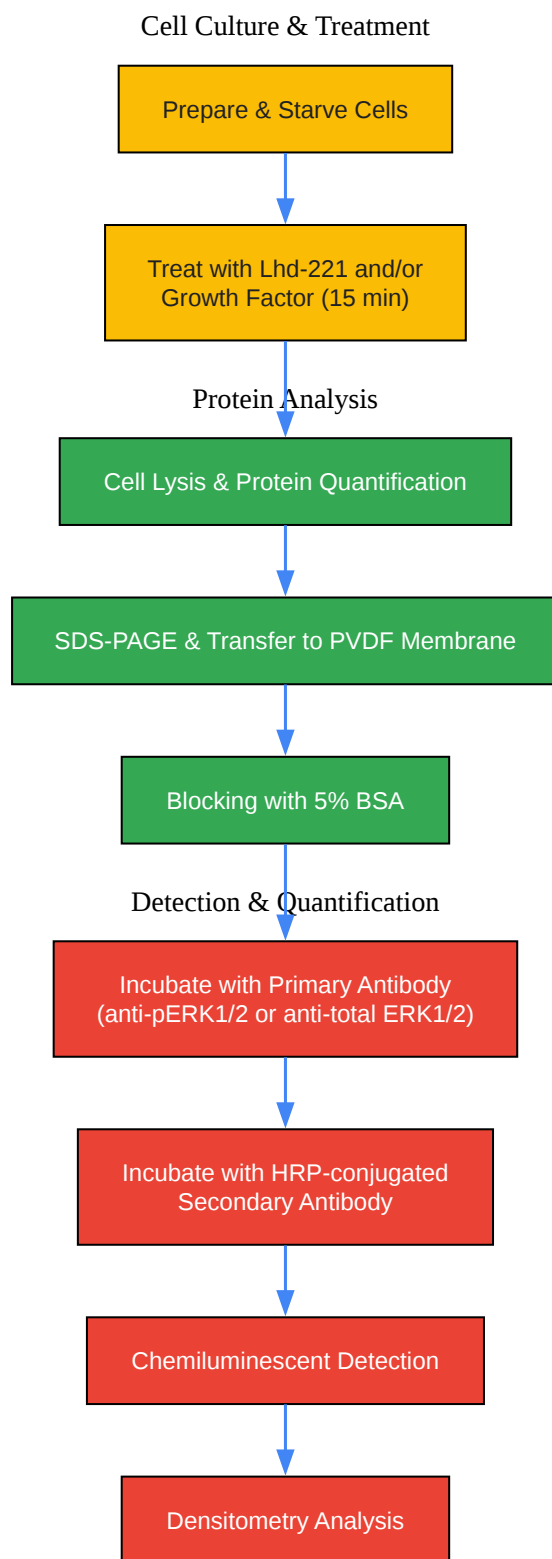 Cell Culture & Treatment
Prepare & Starve Cells
Treat with Lhd-221 and/or
Growth Factor (15 min)
Protein Analysis
Cell Lysis & Protein Quantification
SDS-PAGE & Transfer to PVDF Membrane
Blocking with 5% BSA
Detection & Quantification
Incubate with Primary Antibody
(anti-pERK1/2 or anti-total ERK1/2)
Incubate with HRP-conjugated
Secondary Antibody
Chemiluminescent Detection
Densitometry Analysis